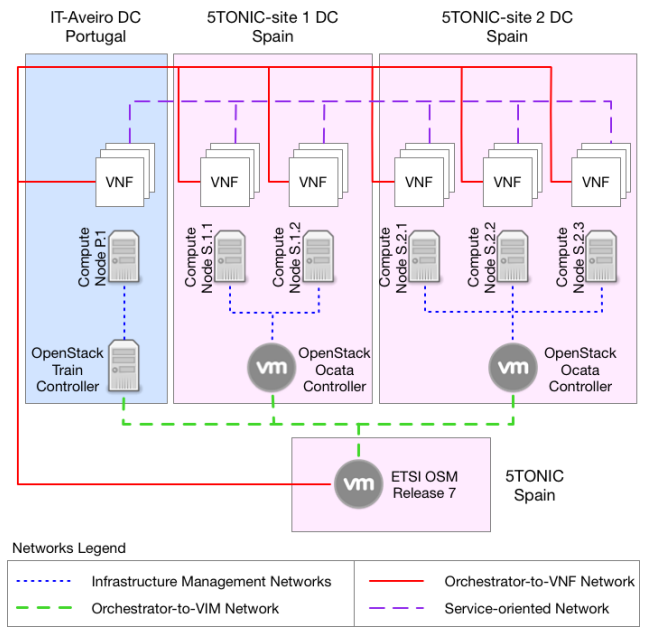 IT-Aveiro DC
Portugal
5TONIC-site 1 DC
Spain
5TONIC-site 2 DC
Spain
VNF
VNF
VNF
VNF
VNF
VNF
Compute
Node P.1
Compute
Node S.1.1
Compute
Node S.1.2
Compute
Node S.2.1
Compute
Node S.2.2
Compute
Node S.2.3
OpenStack
Train
Controller
vm
OpenStack
Ocata
Controller
vm
OpenStack
Ocata
Controller
vm
ETSI OSM
Release 7
5TONIC
Spain
Networks Legend
Infrastructure Management Networks
Orchestrator-to-VNF Network
Orchestrator-to-VIM Network
Service-oriented Network